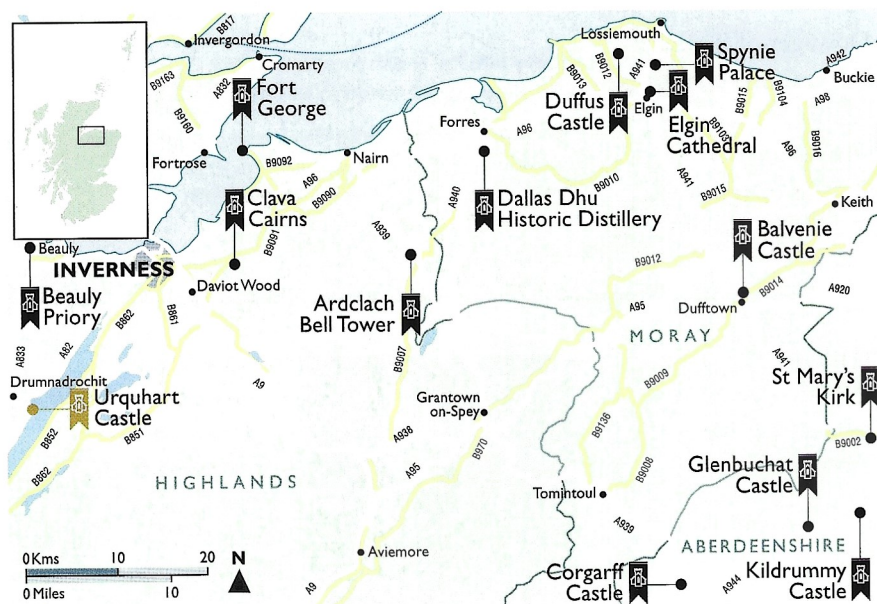 B817
Invergordon
Cromarty
B9163
A832
B9160
Fort
George
Fortrose
B9092
Nairn
A96
B9090
Clava
Cairns
B9091
A939
Beauly
INVERNESS
Daviot Wood
Beauly
Priory
B862
B861
A833
A82
A9
Drumnadrochit
Urquhart
Castle
B852
B851
B862
HIGHLANDS
Lossiemouth
B9012
A941
Spynie
Palace
A942
Buckie
B9013
Duffus
Castle
Elgin
Elgin
Cathedral
B9015
B9104
A98
Forres
A96
B9103
A96
B9016
A940
Dallas Dhu
Historic Distillery
B9010
A941
B9015
Keith
Balvenie
Castle
B9012
B9014
Ardclach
Bell Tower
A95
Dufftown
A920
MORAY
B9007
A941
B9009
St Mary's
Kirk
Grantown
on-Spey
A938
B970
B9136
B9002
A95
B9008
Glenbuchat
Castle
Tomintoul
A939
Aviemore
ABERDEENSHIRE
A9
Corgarff
Castle
A944
Kildrummy
Castle
0 Kms 10 20
0 Miles 10
N